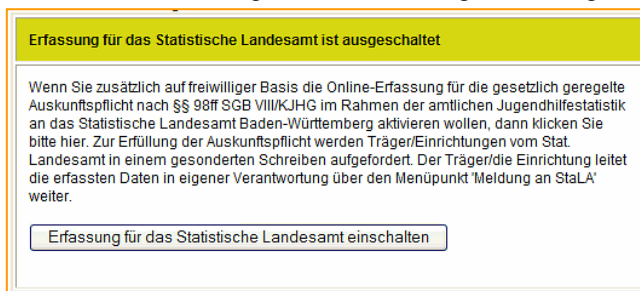 Erfassung für das Statistische Landesamt ist ausgeschaltet
Wenn Sie zusätzlich auf freiwilliger Basis die Online-Erfassung für die gesetzlich geregelte
Auskunftspflicht nach §§ 98ff SGB VIII/KJHG im Rahmen der amtlichen Jugendhilfestatistik
an das Statistische Landesamt Baden-Württemberg aktivieren wollen, dann klicken Sie
bitte hier. Zur Erfüllung der Auskunftspflicht werden Träger/Einrichtungen vom Stat.
Landesamt in einem gesonderten Schreiben aufgefordert. Der Träger/die Einrichtung leitet
die erfassten Daten in eigener Verantwortung über den Menüpunkt 'Meldung an StaLA'
weiter.
Erfassung für das Statistische Landesamt einschalten